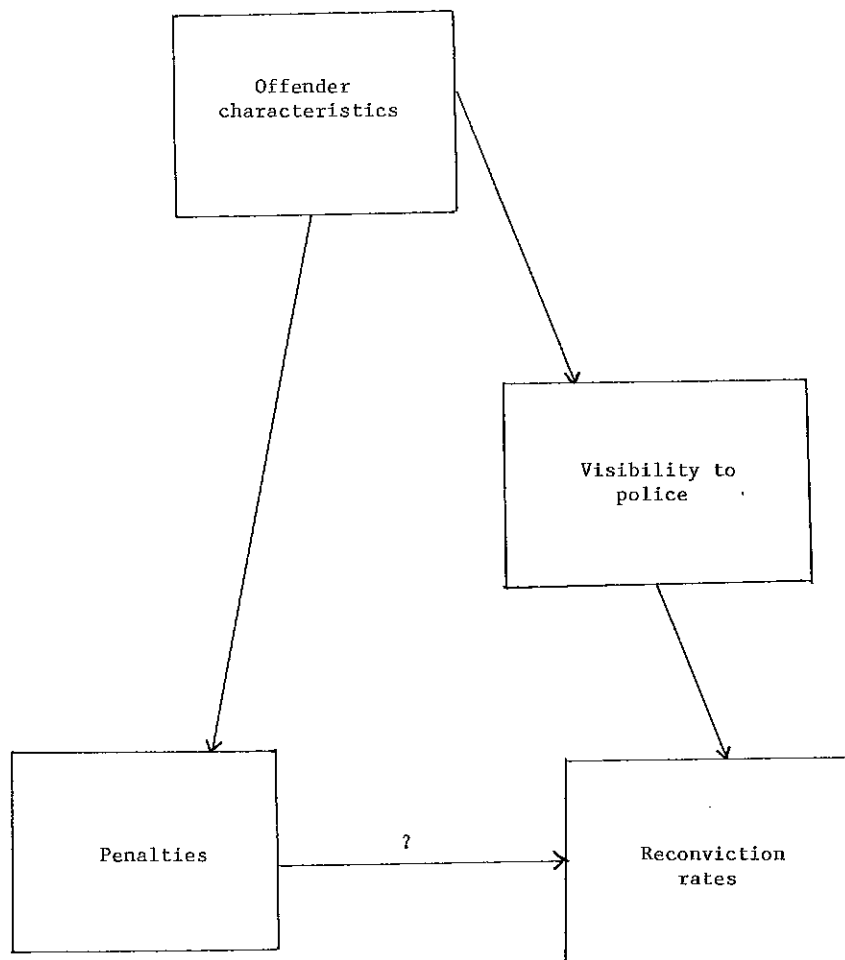 Offender
characteristics
Visibility to
police
?
Penalties
Reconviction
rates